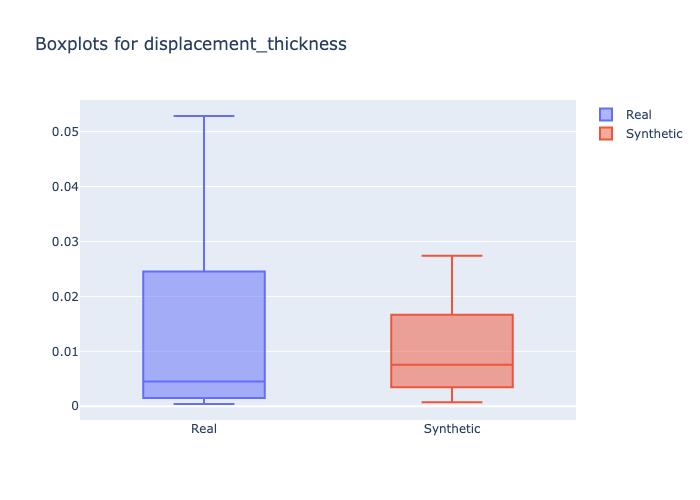 Boxplots for displacement_thickness
Real
Synthetic
0.05
0.04
0.03
0.02
0.01
0
Real
Synthetic